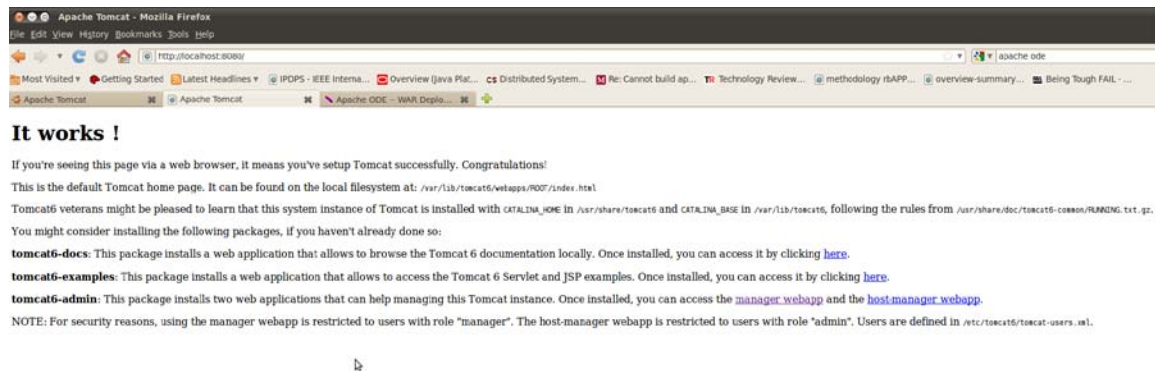 Apache Tomcat - Mozilla Firefox
File Edit View History Bookmarks Tools Help
http://localhost:8080/ apache ode
Most Visited Getting Started Latest Headlines IPDPS - IEEE Interna... Overview (Java Plat... CS Distributed System... Re: Cannot build ap... TR Technology Review... methodology rbAPP... overview-summary... Being Tough FAIL - ...
Apache Tomcat Apache Tomcat Apache ODE – WAR Deplo...
It works !
If you're seeing this page via a web browser, it means you've setup Tomcat successfully. Congratulations!
This is the default Tomcat home page. It can be found on the local filesystem at: /var/lib/tomcat6/webapps/ROOT/index.html
Tomcat6 veterans might be pleased to learn that this system instance of Tomcat is installed with CATALINA_HOME in /usr/share/tomcat6 and CATALINA_BASE in /var/lib/tomcat6, following the rules from /usr/share/doc/tomcat6-common/RUNNING.txt.gz.
You might consider installing the following packages, if you haven't already done so:
tomcat6-docs: This package installs a web application that allows to browse the Tomcat 6 documentation locally. Once installed, you can access it by clicking here.
tomcat6-examples: This package installs a web application that allows to access the Tomcat 6 Servlet and JSP examples. Once installed, you can access it by clicking here.
tomcat6-admin: This package installs two web applications that can help managing this Tomcat instance. Once installed, you can access the manager webapp and the host-manager webapp.
NOTE: For security reasons, using the manager webapp is restricted to users with role "manager". The host-manager webapp is restricted to users with role "admin". Users are defined in /etc/tomcat6/tomcat-users.xml.